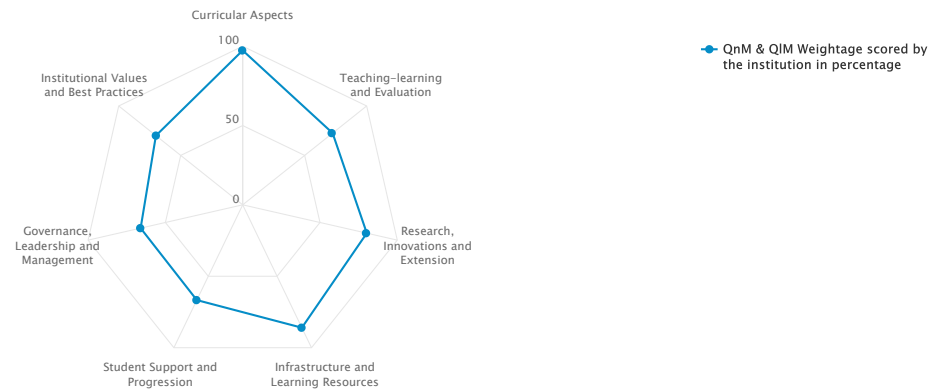 Curricular Aspects
100
QnM & QlM Weightage scored by
the institution in percentage
Institutional Values
and Best Practices
Teaching-learning
and Evaluation
50
0
Governance,
Leadership and
Management
Research,
Innovations and
Extension
Student Support and
Progression
Infrastructure and
Learning Resources